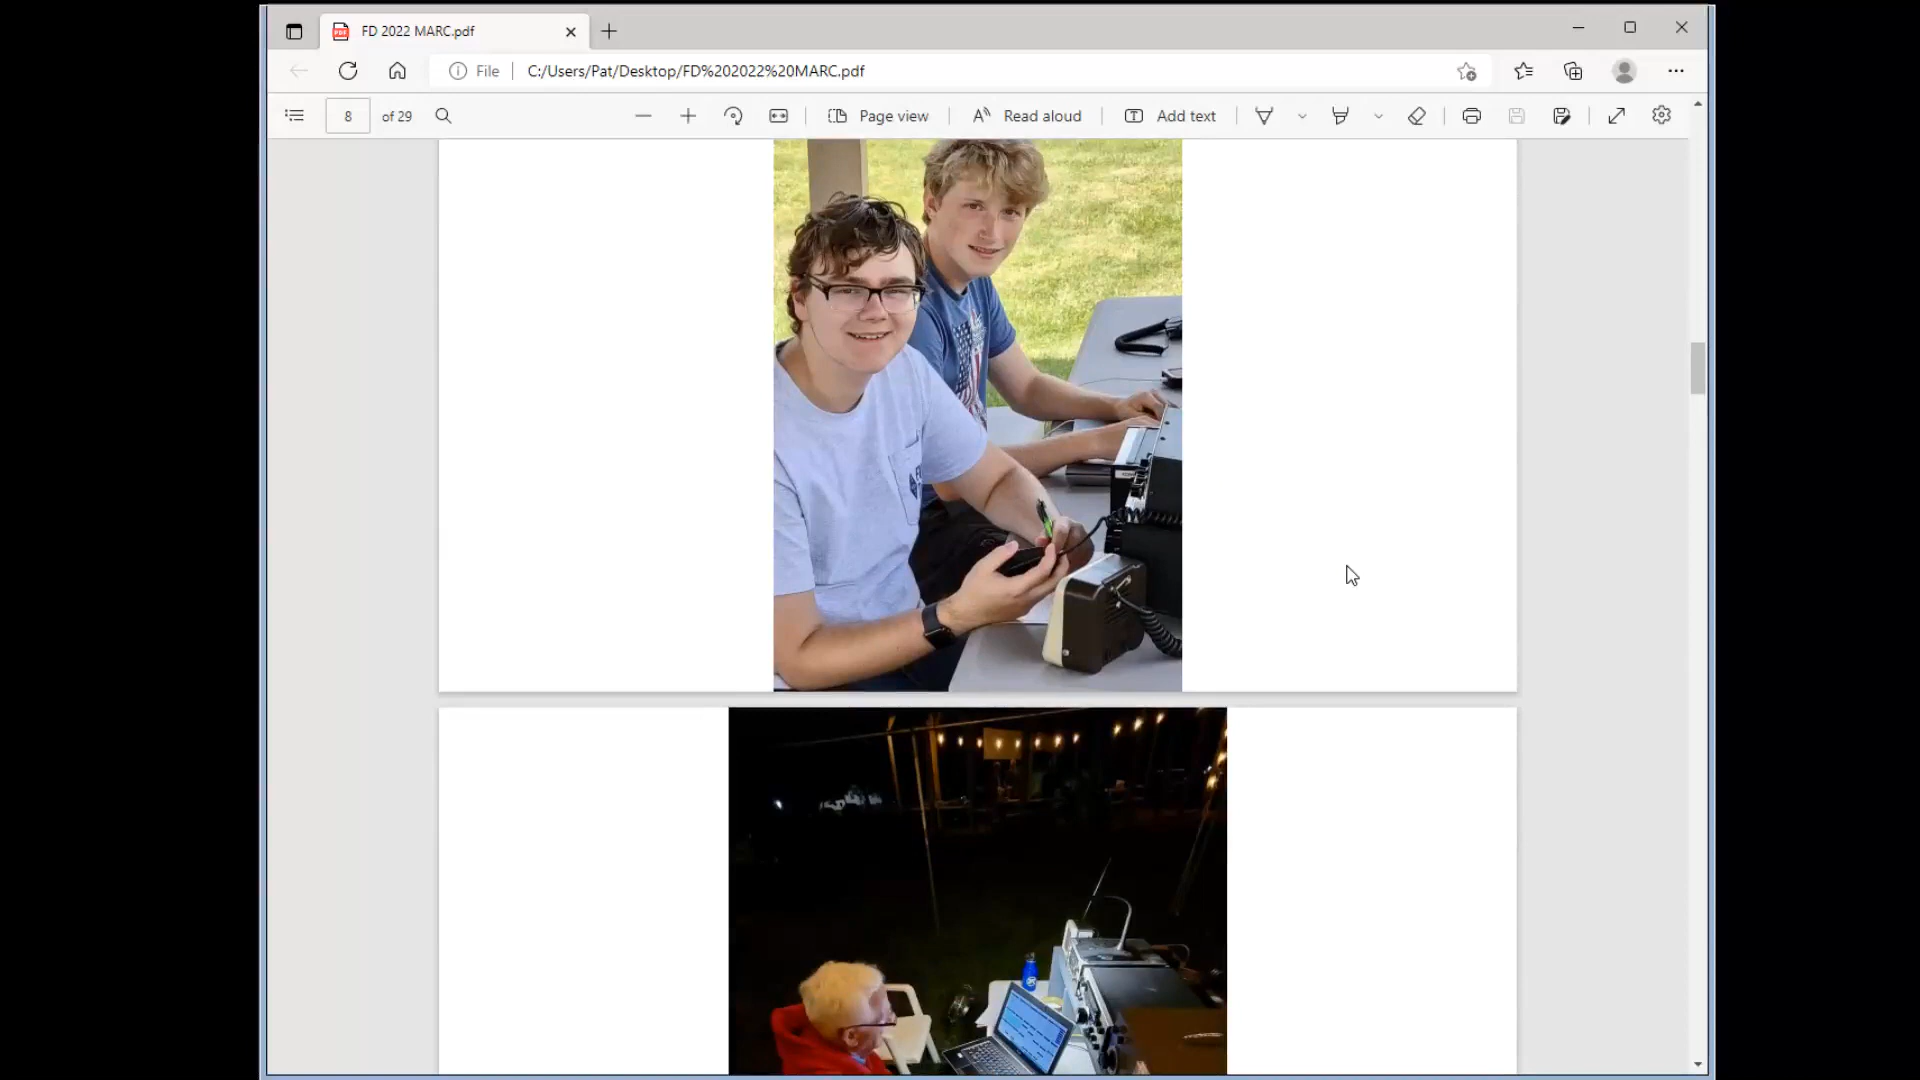 FD 2022 MARC.pdf
File C:/Users/Pat/Desktop/FD%202022%20MARC.pdf
8 of 29 Page view Read aloud Add text